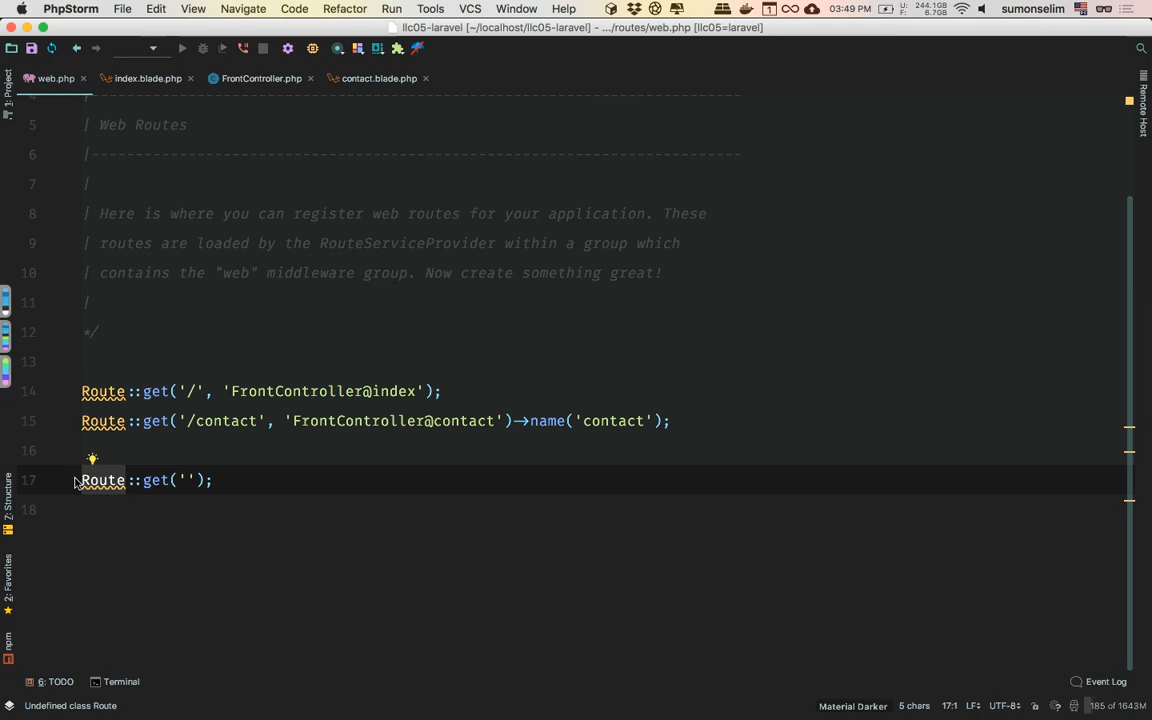 PhpStorm File Edit View Navigate Code Refactor Run Tools VCS Window Help U: 244.1GB F: 6.7GB 03:49 PM sumonselim
llc05-laravel [~/localhost/llc05-laravel] - .../routes/web.php [llc05=laravel]
web.php index.blade.php FrontController.php contact.blade.php
1: Project
Remote Host
5 | Web Routes
6 |--------------------------------------------------------------------------
7 |
8 | Here is where you can register web routes for your application. These
9 | routes are loaded by the RouteServiceProvider within a group which
10 | contains the "web" middleware group. Now create something great!
11 |
12 */
13
14 Route::get('/', 'FrontController@index');
15 Route::get('/contact', 'FrontController@contact')->name('contact');
16
17 Route::get('');
18
7: Structure
2: Favorites
npm
6: TODO Terminal Event Log
Undefined class Route Material Darker 5 chars 17:1 LF UTF-8 185 of 1643M